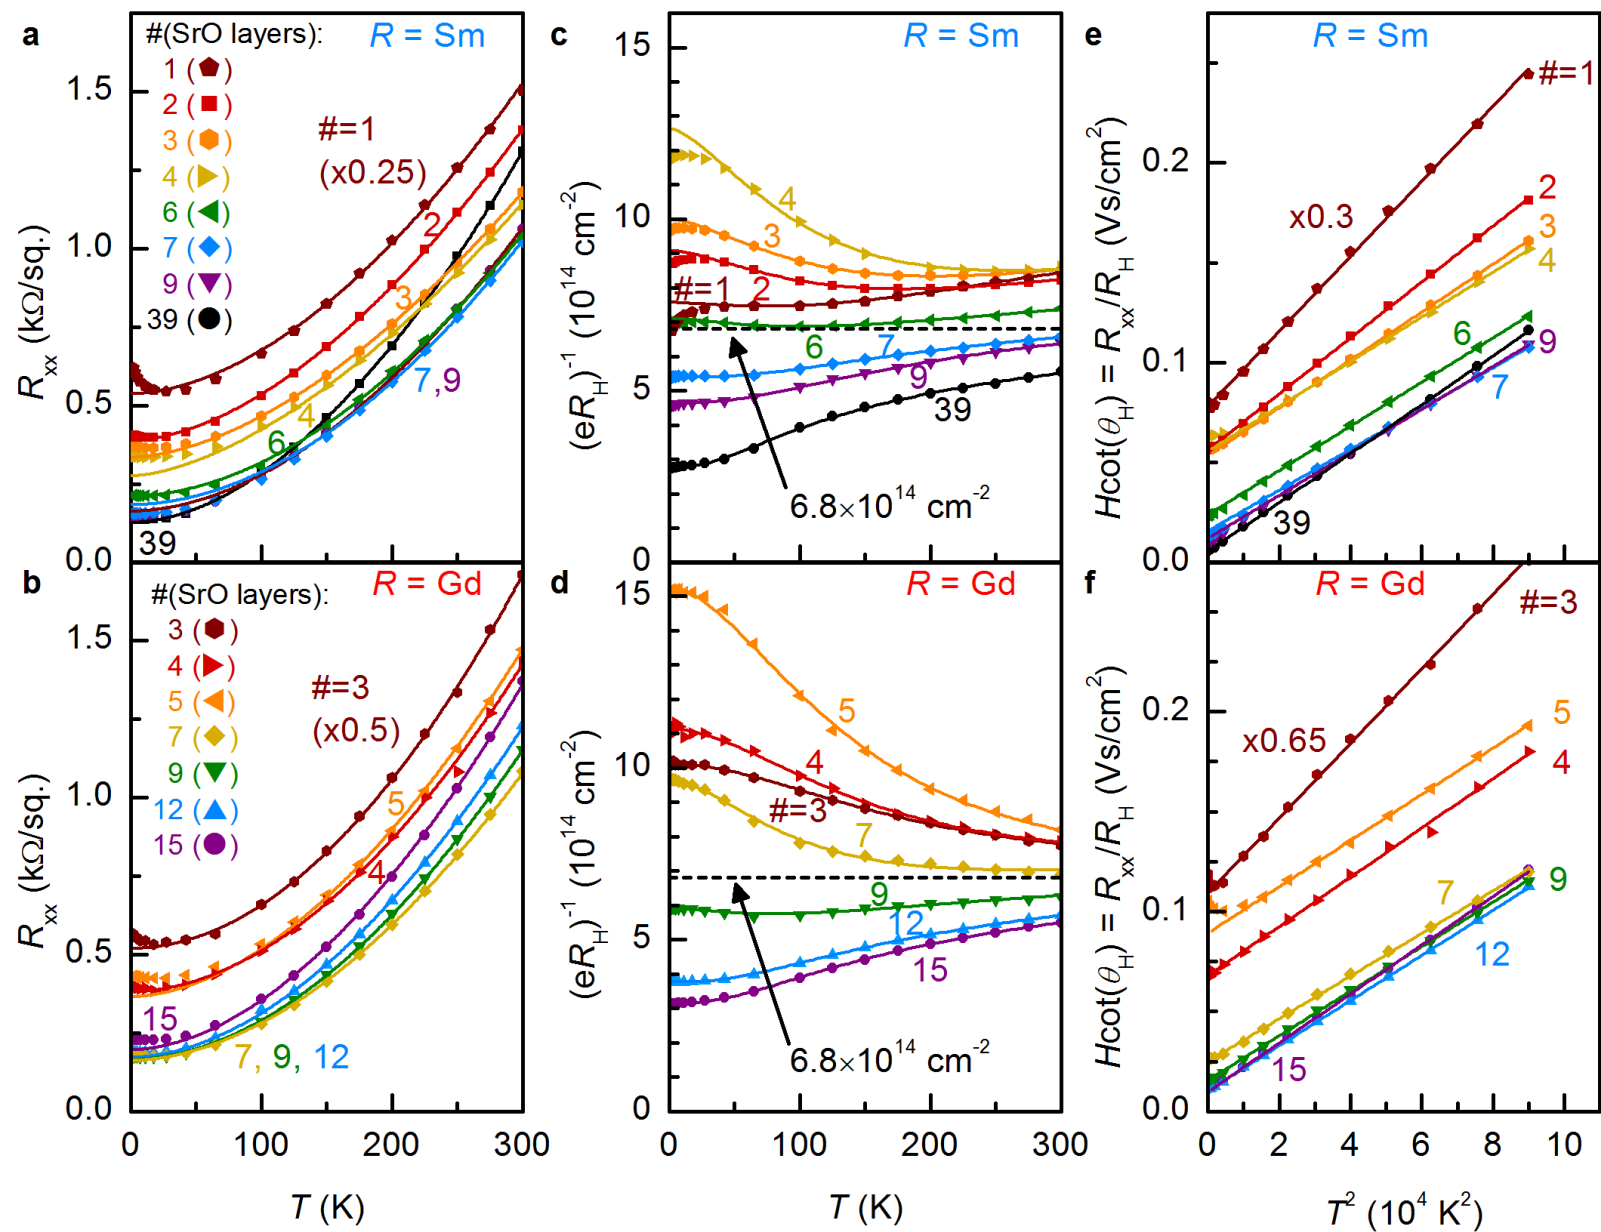 a
#(SrO layers):
R = Sm
1 (⬟)
2 (■)
3 (⬢)
4 (▶)
6 (◀)
7 (◆)
9 (▼)
39 (●)
#=1
(x0.25)
2
3
4
6
7,9
39
1.5
1.0
0.5
0.0
Rxx (kΩ/sq.)
c
R = Sm
15
10
5
0
(eRH)⁻¹ (10¹⁴ cm⁻²)
4
3
#=1
2
6
7
9
39
6.8×10¹⁴ cm⁻²
e
R = Sm
#=1
x0.3
2
3
4
6
9
7
39
0.2
0.1
0.0
Hcot(θH) = Rxx/RH (Vs/cm²)
b
#(SrO layers):
R = Gd
3 (⬢)
4 (▶)
5 (◀)
7 (◆)
9 (▼)
12 (▲)
15 (●)
#=3
(x0.5)
5
4
15
7, 9, 12
1.5
1.0
0.5
0.0
Rxx (kΩ/sq.)
0 100 200 300
T (K)
d
R = Gd
15
10
5
0
(eRH)⁻¹ (10¹⁴ cm⁻²)
5
4
#=3
7
9
12
15
6.8×10¹⁴ cm⁻²
0 100 200 300
T (K)
f
R = Gd
#=3
x0.65
5
4
7
9
12
15
0.2
0.1
0.0
Hcot(θH) = Rxx/RH (Vs/cm²)
0 2 4 6 8 10
T² (10⁴ K²)